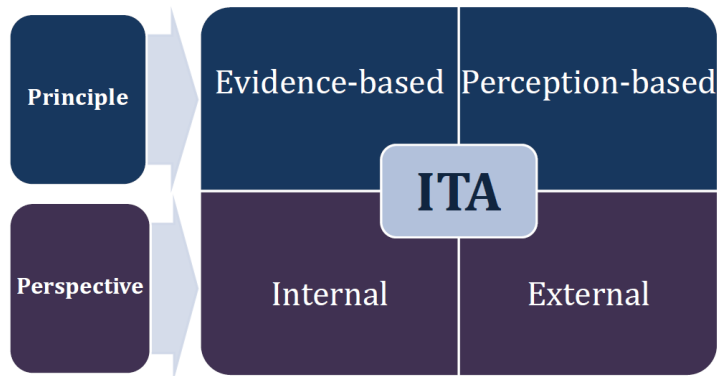 Principle
Evidence-based
Perception-based
ITA
Perspective
Internal
External